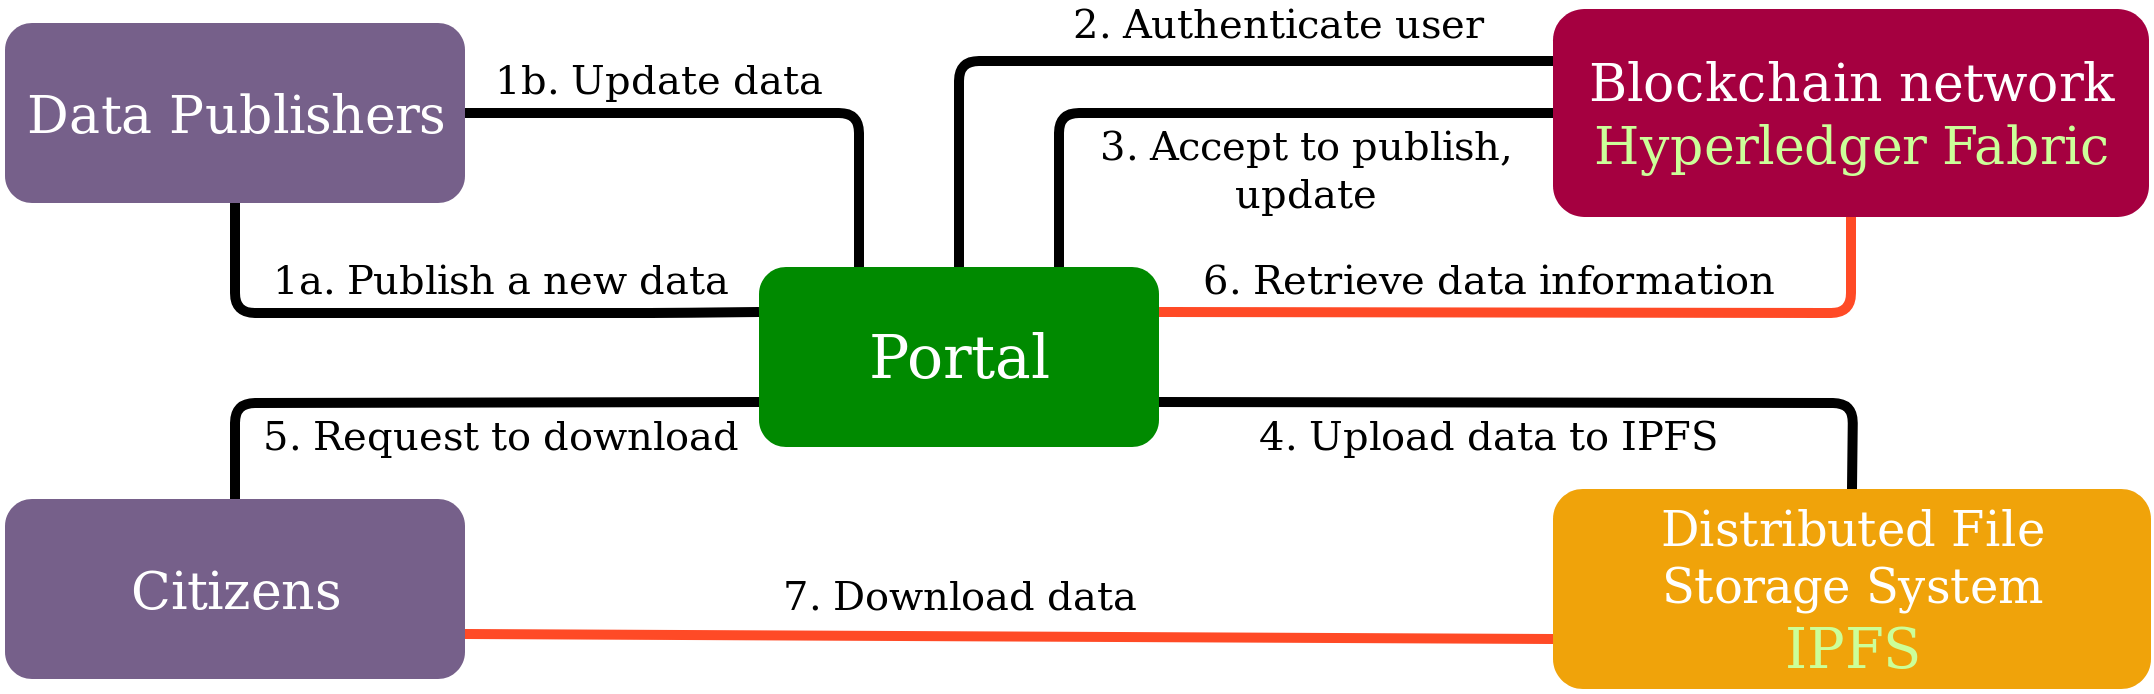 2. Authenticate user
1b. Update data
Data Publishers
Blockchain network
Hyperledger Fabric
3. Accept to publish,
update
1a. Publish a new data
6. Retrieve data information
Portal
5. Request to download
4. Upload data to IPFS
Citizens
7. Download data
Distributed File
Storage System
IPFS